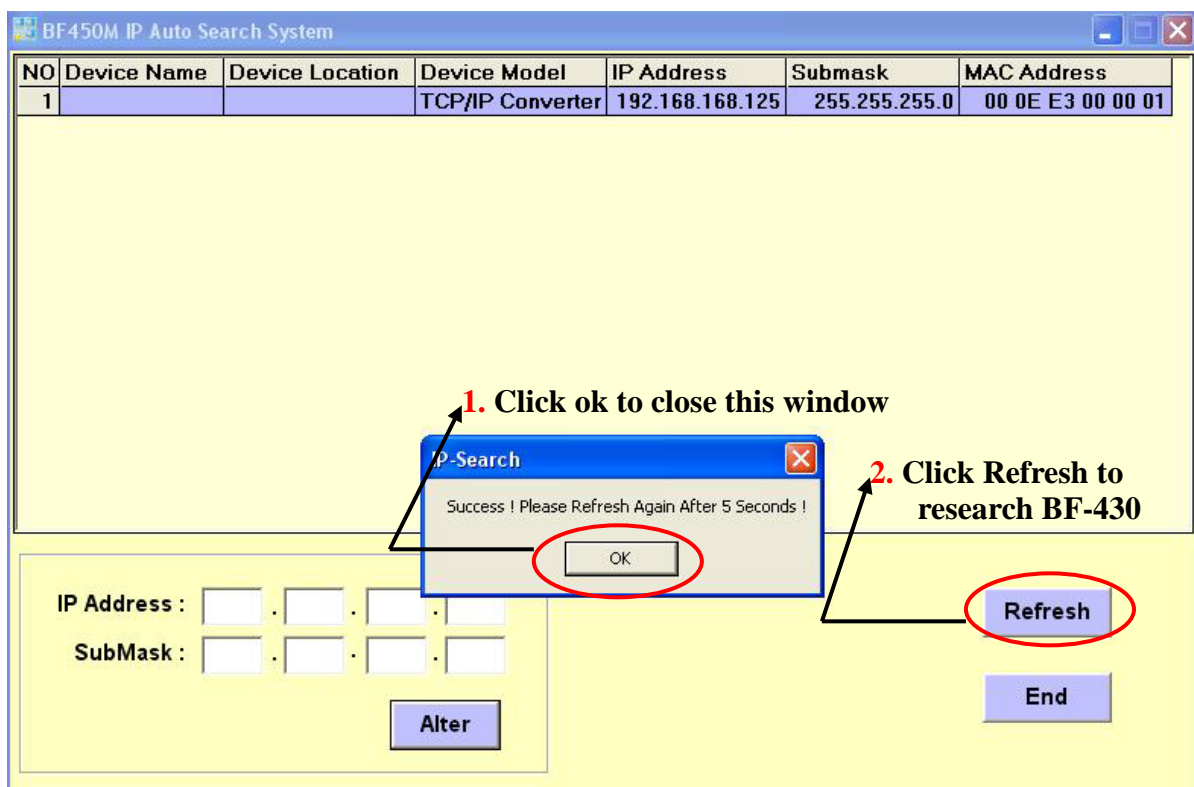 BF450M IP Auto Search System
NO Device Name Device Location Device Model IP Address Submask MAC Address
1 TCP/IP Converter 192.168.168.125 255.255.255.0 00 0E E3 00 00 01
1. Click ok to close this window
IP-Search
Success ! Please Refresh Again After 5 Seconds !
OK
2. Click Refresh to
research BF-430
IP Address : . . .
SubMask : . . .
Alter
Refresh
End